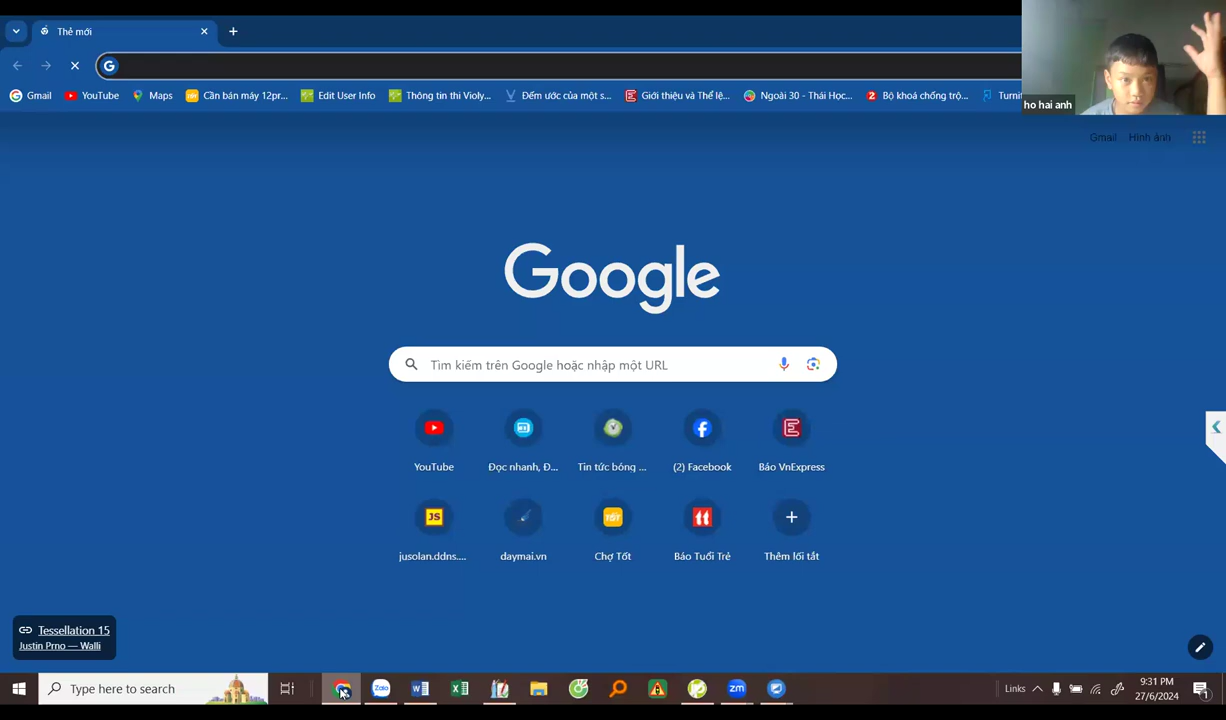 Thẻ mới
Gmail
YouTube
Maps
Cần bán máy 12pr...
Edit User Info
Thông tin thi Violy...
Đếm ước của một s...
Giới thiệu và Thể lệ...
Ngoài 30 - Thái Học...
Bộ khoá chống trộ...
Turnit
ho hai anh
Gmail
Hình ảnh
Google
Tìm kiếm trên Google hoặc nhập một URL
YouTube
Đọc nhanh, Đ...
Tin tức bóng ...
(2) Facebook
Báo VnExpress
jusolan.ddns....
daymai.vn
Chợ Tốt
Báo Tuổi Trẻ
Thêm lối tắt
Tessellation 15
Justin Prno — Walli
Type here to search
Links
9:31 PM
27/6/2024